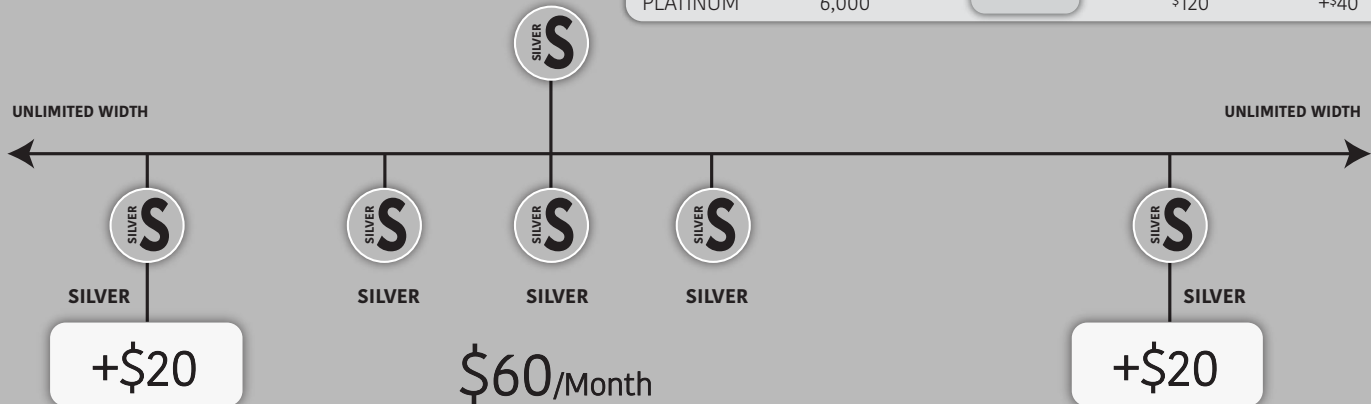 PLATINUM 6,000 $120 +$40
SILVER S
UNLIMITED WIDTH UNLIMITED WIDTH
SILVER S SILVER S SILVER S SILVER S SILVER S
SILVER SILVER SILVER SILVER SILVER
+$20 $60/Month +$20